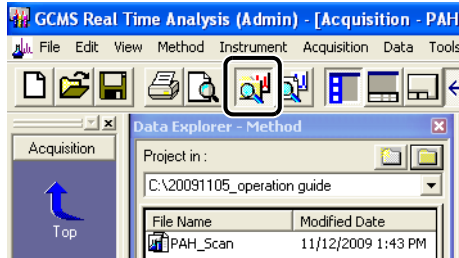 GCMS Real Time Analysis (Admin) - [Acquisition - PAH
File Edit View Method Instrument Acquisition Data Tools
Data Explorer - Method
Acquisition
Project in :
C:\20091105_operation guide
Top
File Name Modified Date
PAH_Scan 11/12/2009 1:43 PM